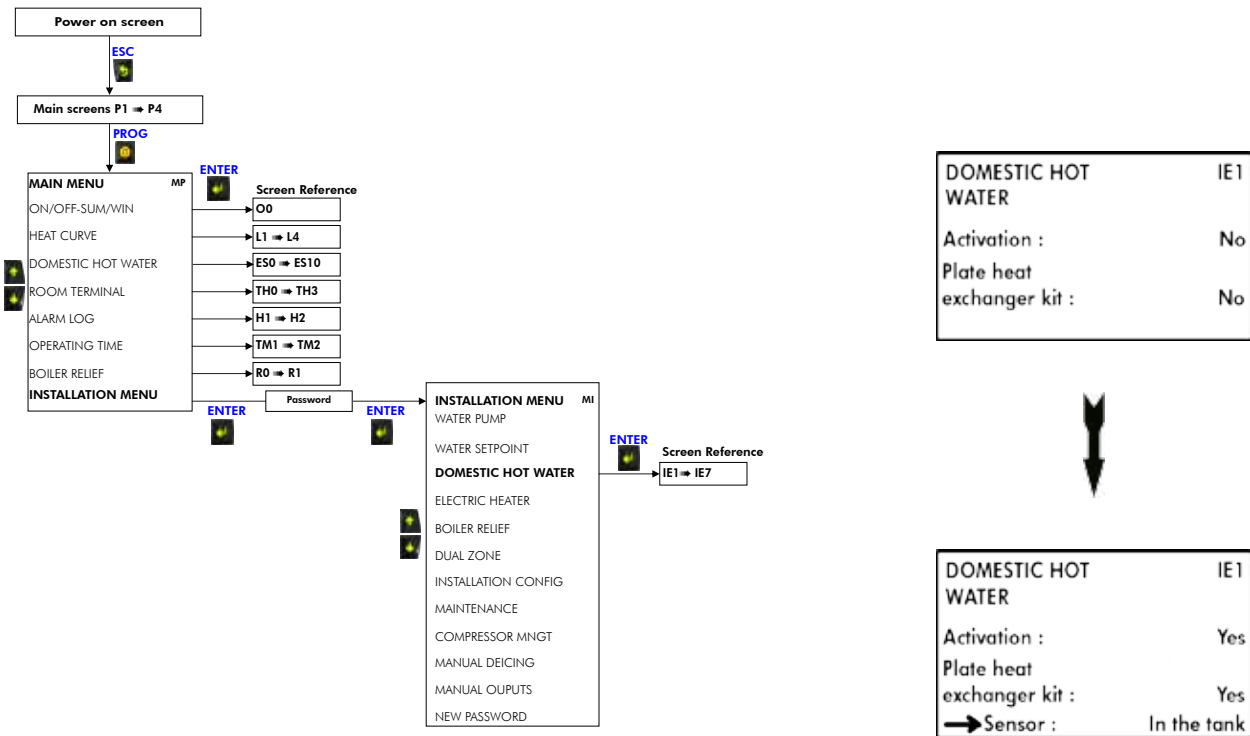 Power on screen
ESC
Main screens P1 ➠ P4
PROG
MAIN MENU MP
ENTER
Screen Reference
ON/OFF-SUM/WIN
O0
HEAT CURVE
L1 ➠ L4
DOMESTIC HOT WATER
ES0 ➠ ES10
ROOM TERMINAL
TH0 ➠ TH3
ALARM LOG
H1 ➠ H2
OPERATING TIME
TM1 ➠ TM2
BOILER RELIEF
R0 ➠ R1
INSTALLATION MENU
ENTER
Password
ENTER
INSTALLATION MENU MI
WATER PUMP
WATER SETPOINT
DOMESTIC HOT WATER
ENTER
Screen Reference
IE1➠ IE7
ELECTRIC HEATER
BOILER RELIEF
DUAL ZONE
INSTALLATION CONFIG
MAINTENANCE
COMPRESSOR MNGT
MANUAL DEICING
MANUAL OUPUTS
NEW PASSWORD
DOMESTIC HOT IE1
WATER
Activation : No
Plate heat
exchanger kit : No
DOMESTIC HOT IE1
WATER
Activation : Yes
Plate heat
exchanger kit : Yes
Sensor : In the tank